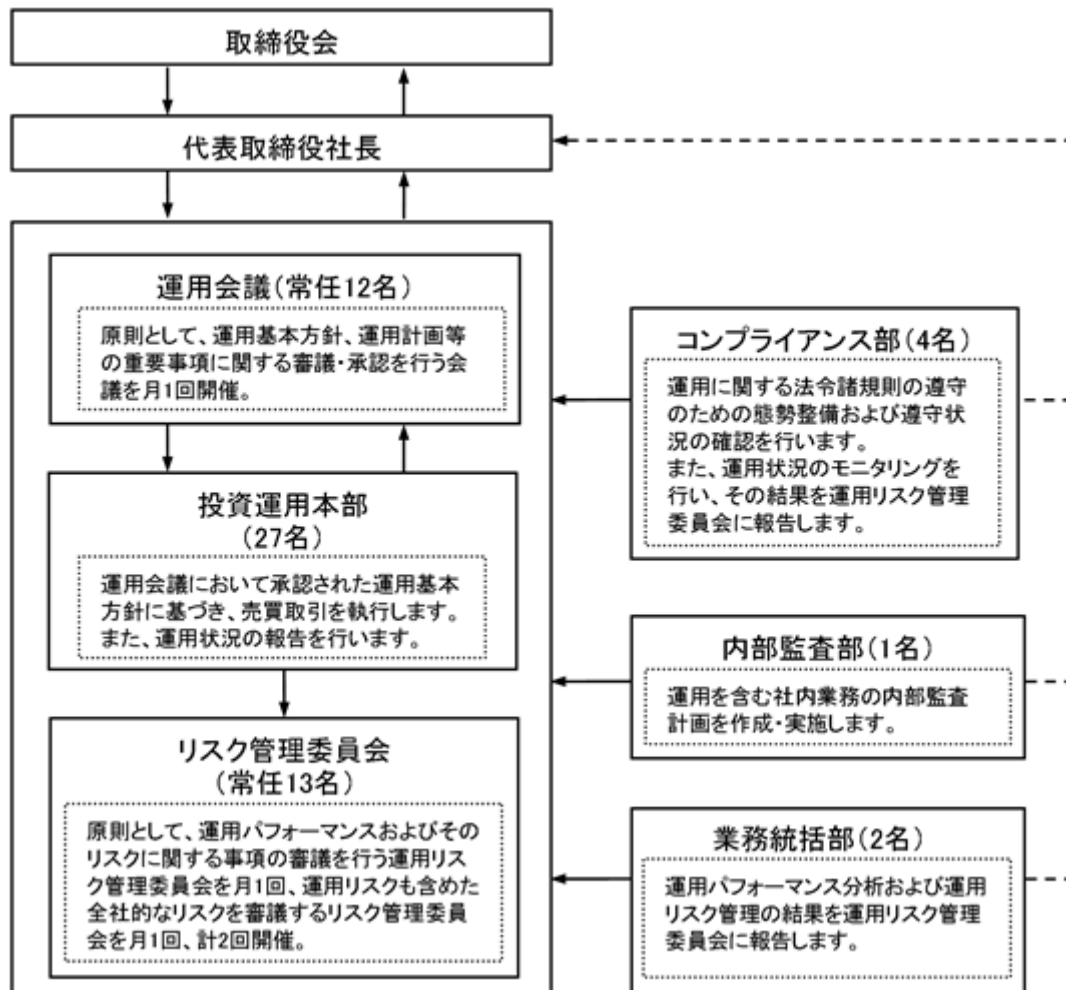 取締役会
代表取締役社長
運用会議(常任12名)
原則として、運用基本方針、運用計画等
の重要事項に関する審議・承認を行う会
議を月1回開催。
投資運用本部
(27名)
運用会議において承認された運用基本
方針に基づき、売買取引を執行します。
また、運用状況の報告を行います。
リスク管理委員会
(常任13名)
原則として、運用パフォーマンスおよびその
リスクに関する事項の審議を行う運用リス
ク管理委員会を月1回、運用リスクも含めた
全社的なリスクを審議するリスク管理委員
会を月1回、計2回開催。
コンプライアンス部(4名)
運用に関する法令諸規則の遵守
のための態勢整備および遵守状
況の確認を行います。
また、運用状況のモニタリングを
行い、その結果を運用リスク管理
委員会に報告します。
内部監査部(1名)
運用を含む社内業務の内部監査
計画を作成・実施します。
業務統括部(2名)
運用パフォーマンス分析および運用
リスク管理の結果を運用リスク管理
委員会に報告します。